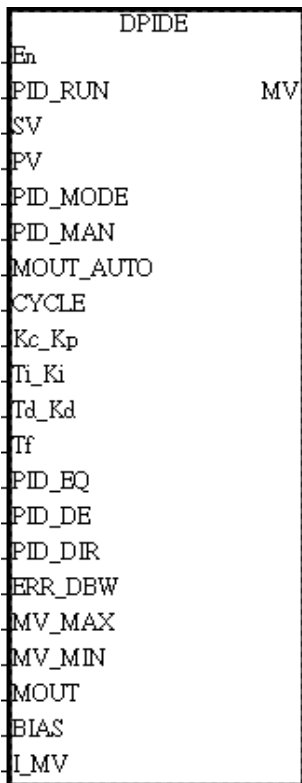 DPIDE
En
PID_RUN MV
SV
PV
PID_MODE
PID_MAN
MOUT_AUTO
CYCLE
Kc_Kp
Ti_Ki
Td_Kd
Tf
PID_EQ
PID_DE
PID_DIR
ERR_DBW
MV_MAX
MV_MIN
MOUT
BIAS
I_MV